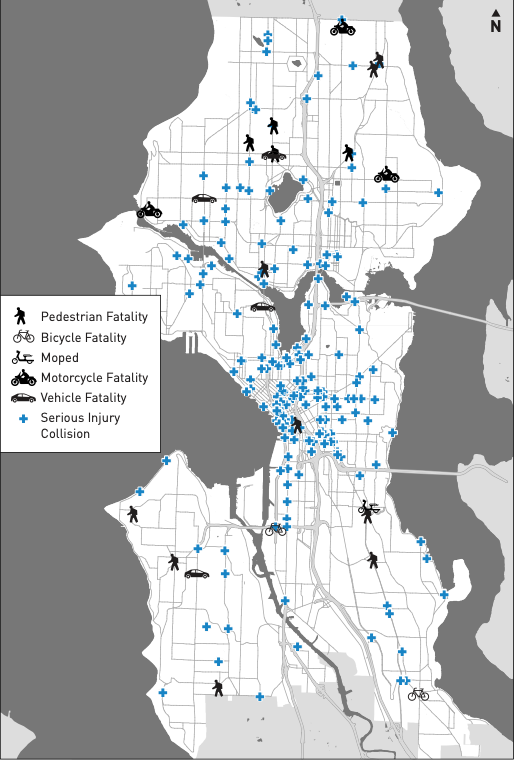 N
Pedestrian Fatality
Bicycle Fatality
Moped
Motorcycle Fatality
Vehicle Fatality
Serious Injury
Collision